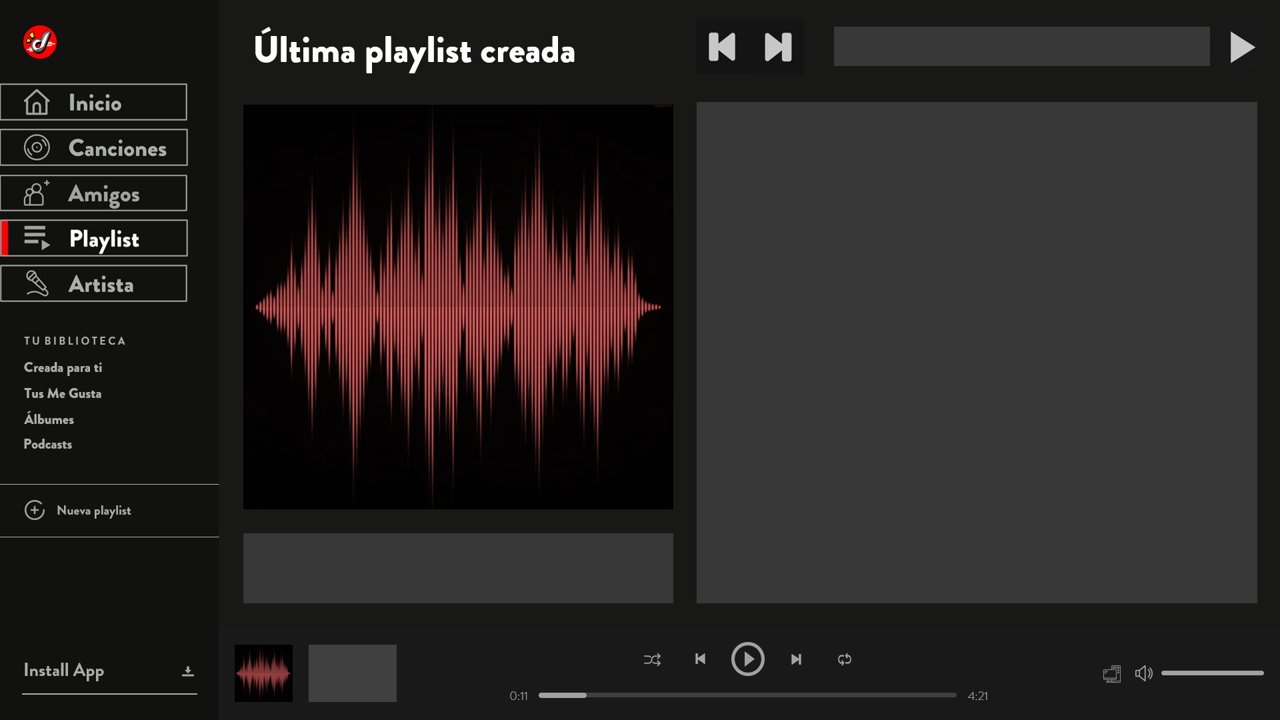 Última playlist creada
Inicio
Canciones
Amigos
Playlist
Artista
TU BIBLIOTECA
Creada para ti
Tus Me Gusta
Álbumes
Podcasts
Nueva playlist
Install App
0:11
4:21